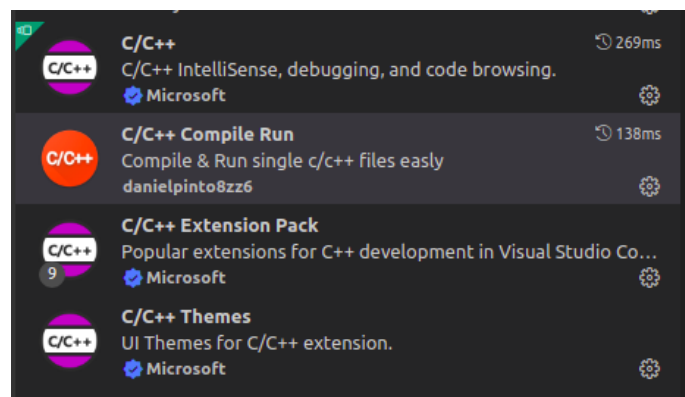 C/C++
269ms
C/C++
C/C++ IntelliSense, debugging, and code browsing.
Microsoft
C/C++ Compile Run
138ms
C/C++
Compile & Run single c/c++ files easly
danielpinto8zz6
C/C++ Extension Pack
C/C++
Popular extensions for C++ development in Visual Studio Co...
9
Microsoft
C/C++ Themes
C/C++
UI Themes for C/C++ extension.
Microsoft